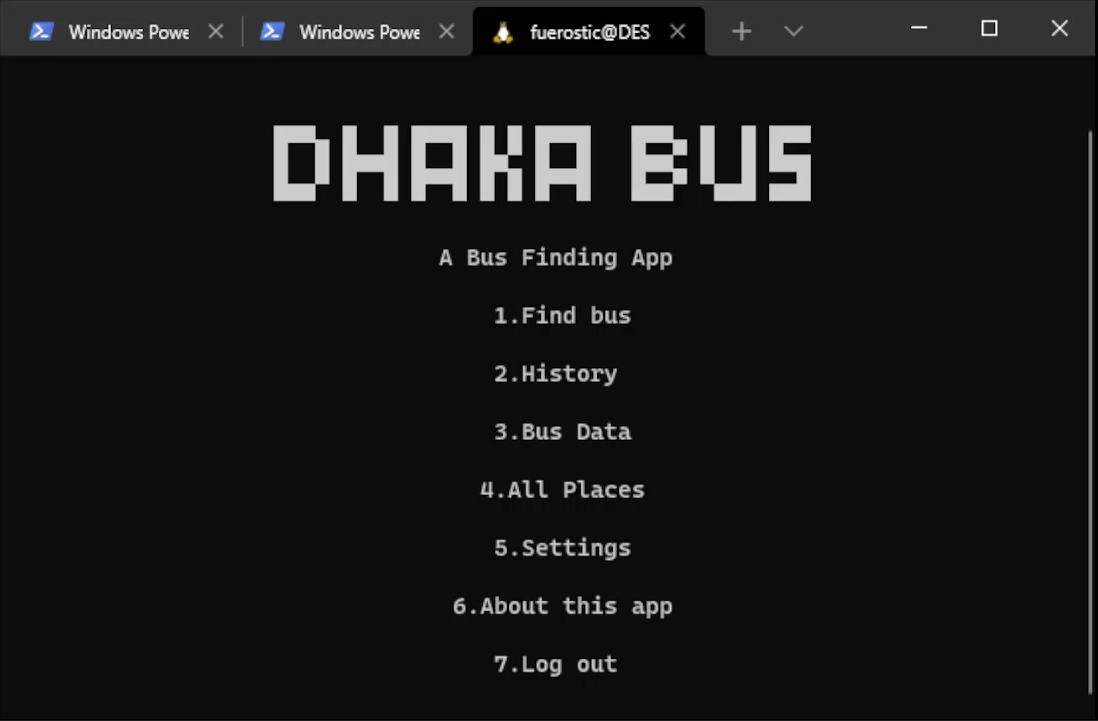 Windows Powe
Windows Powe
fuerostic@DES
DHAKA BUS
A Bus Finding App
1.Find bus
2.History
3.Bus Data
4.All Places
5.Settings
6.About this app
7.Log out